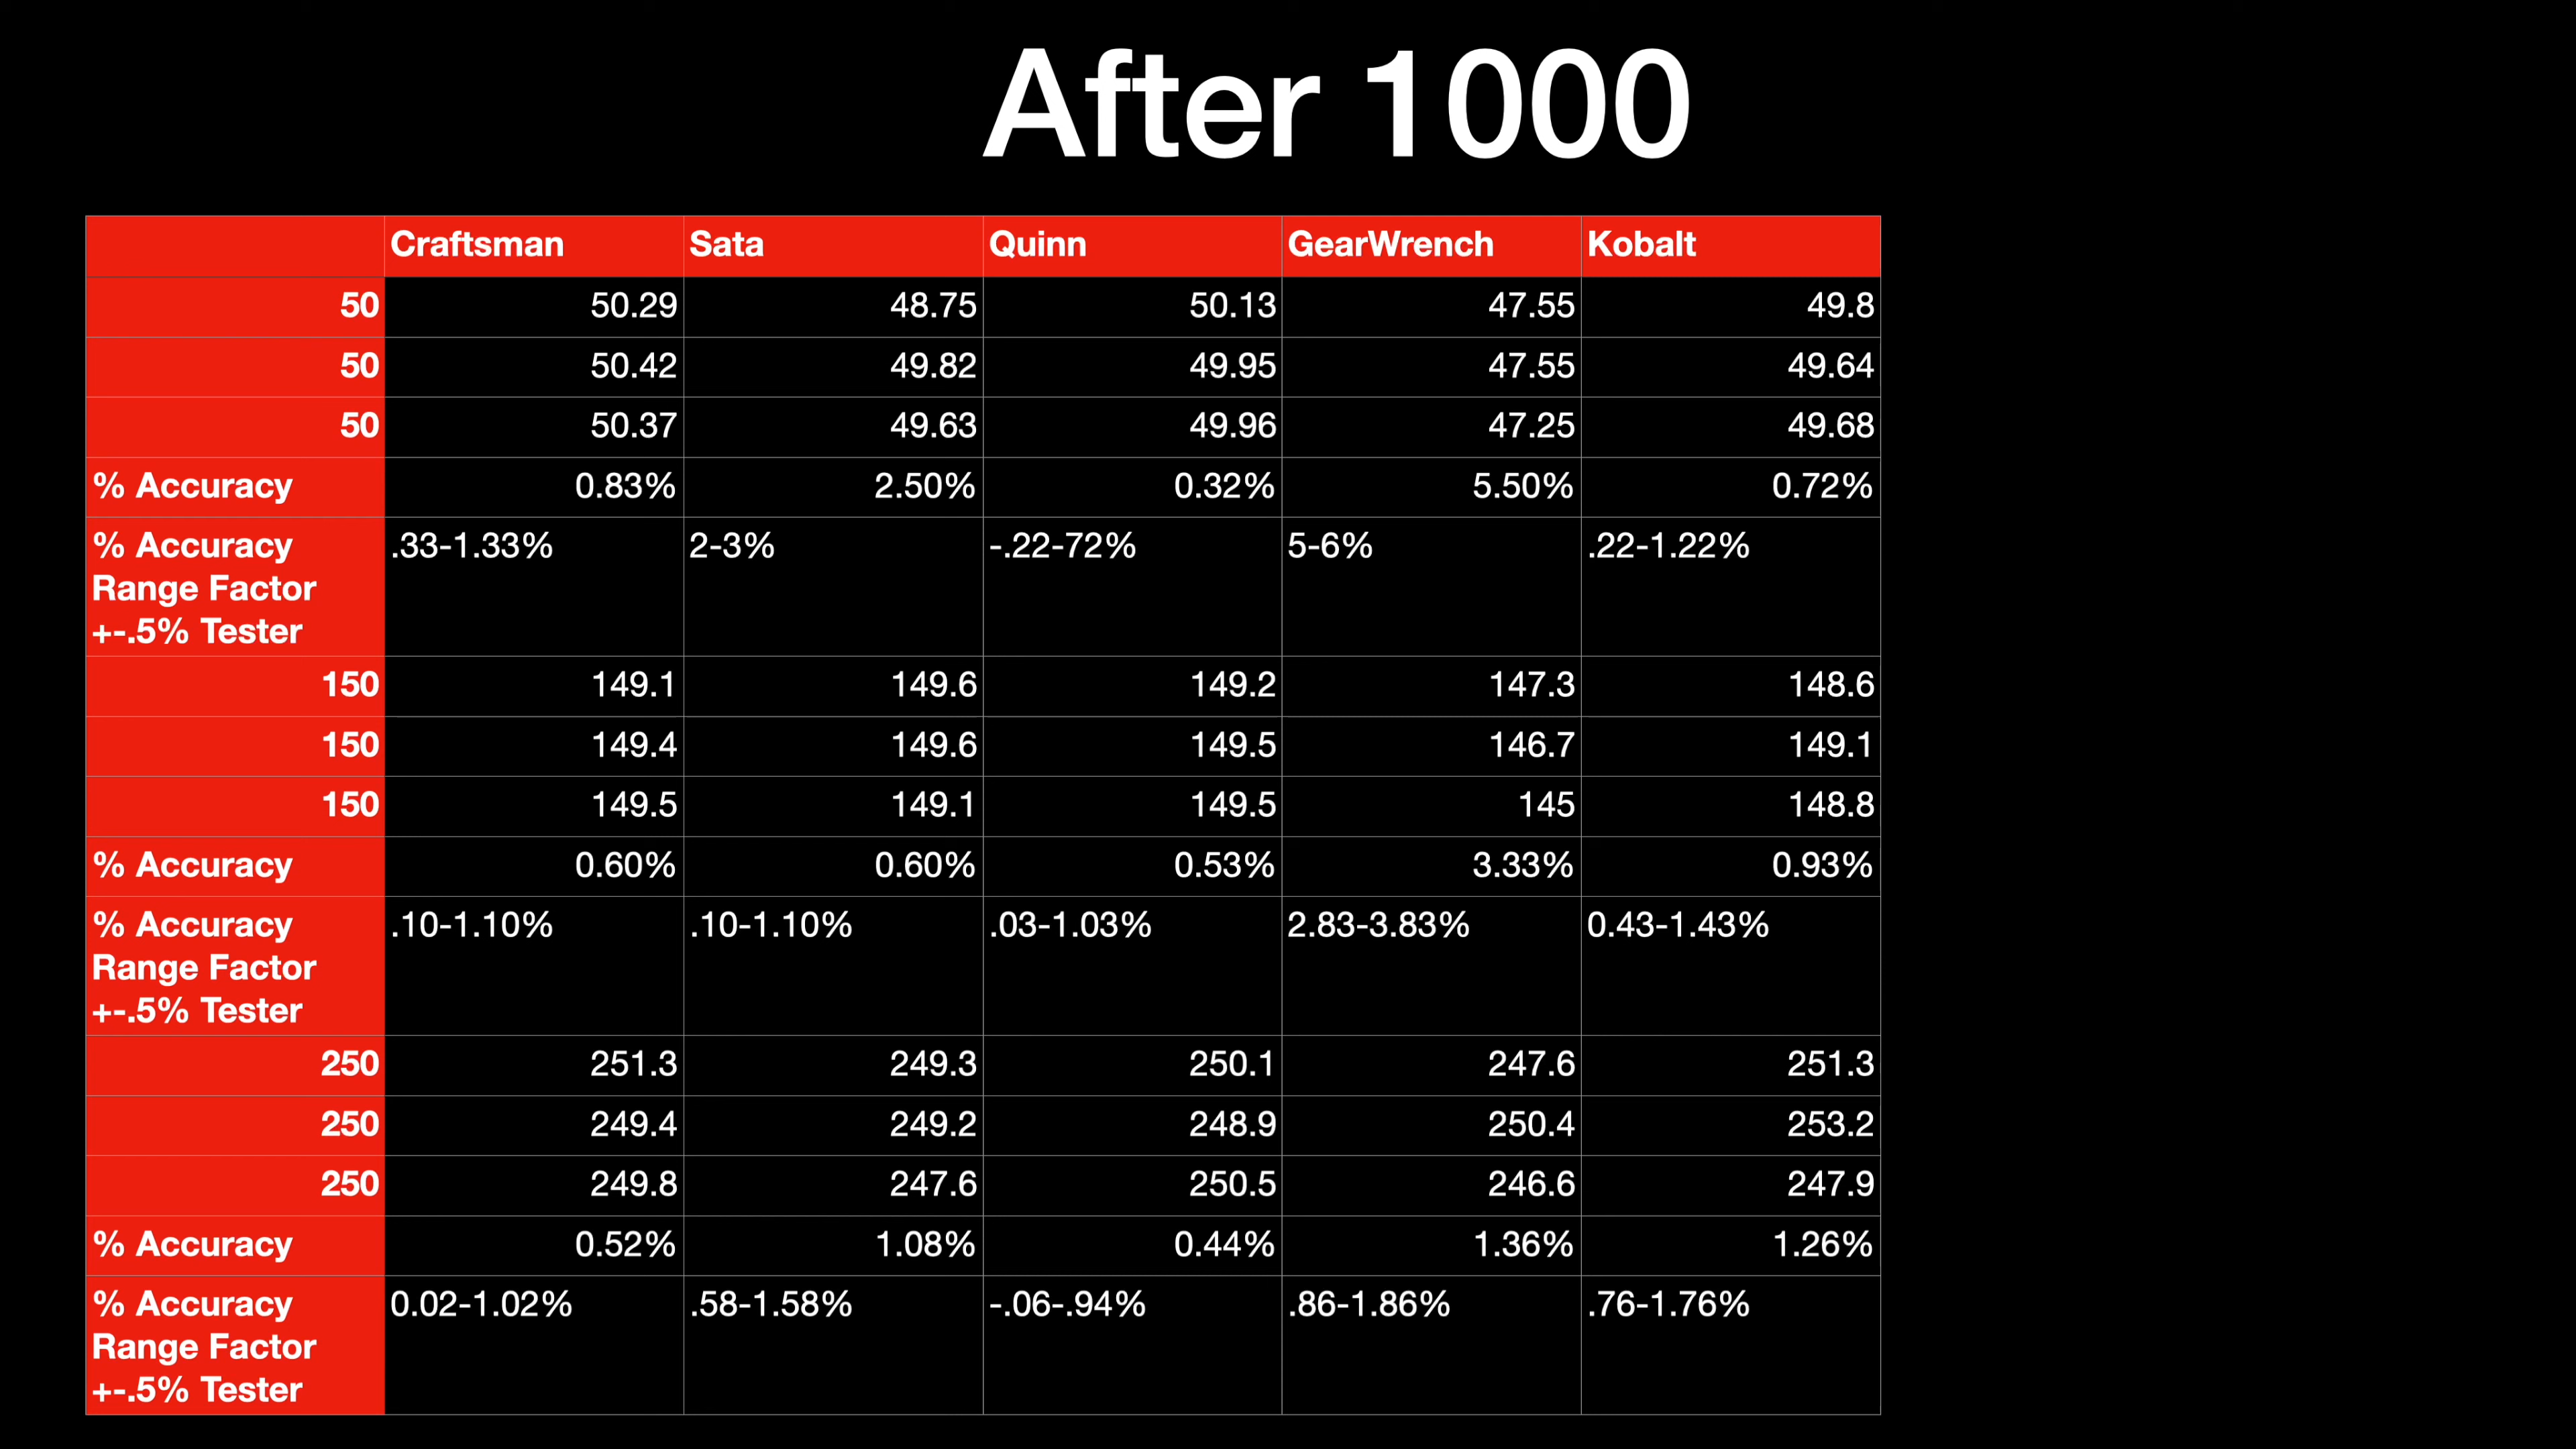 After 1000
Craftsman Sata Quinn GearWrench Kobalt
50 50.29 48.75 50.13 47.55 49.8
50 50.42 49.82 49.95 47.55 49.64
50 50.37 49.63 49.96 47.25 49.68
% Accuracy 0.83% 2.50% 0.32% 5.50% 0.72%
% Accuracy .33-1.33% 2-3% -.22-72% 5-6% .22-1.22%
Range Factor
+-.5% Tester
150 149.1 149.6 149.2 147.3 148.6
150 149.4 149.6 149.5 146.7 149.1
150 149.5 149.1 149.5 145 148.8
% Accuracy 0.60% 0.60% 0.53% 3.33% 0.93%
% Accuracy .10-1.10% .10-1.10% .03-1.03% 2.83-3.83% 0.43-1.43%
Range Factor
+-.5% Tester
250 251.3 249.3 250.1 247.6 251.3
250 249.4 249.2 248.9 250.4 253.2
250 249.8 247.6 250.5 246.6 247.9
% Accuracy 0.52% 1.08% 0.44% 1.36% 1.26%
% Accuracy 0.02-1.02% .58-1.58% -.06-.94% .86-1.86% .76-1.76%
Range Factor
+-.5% Tester